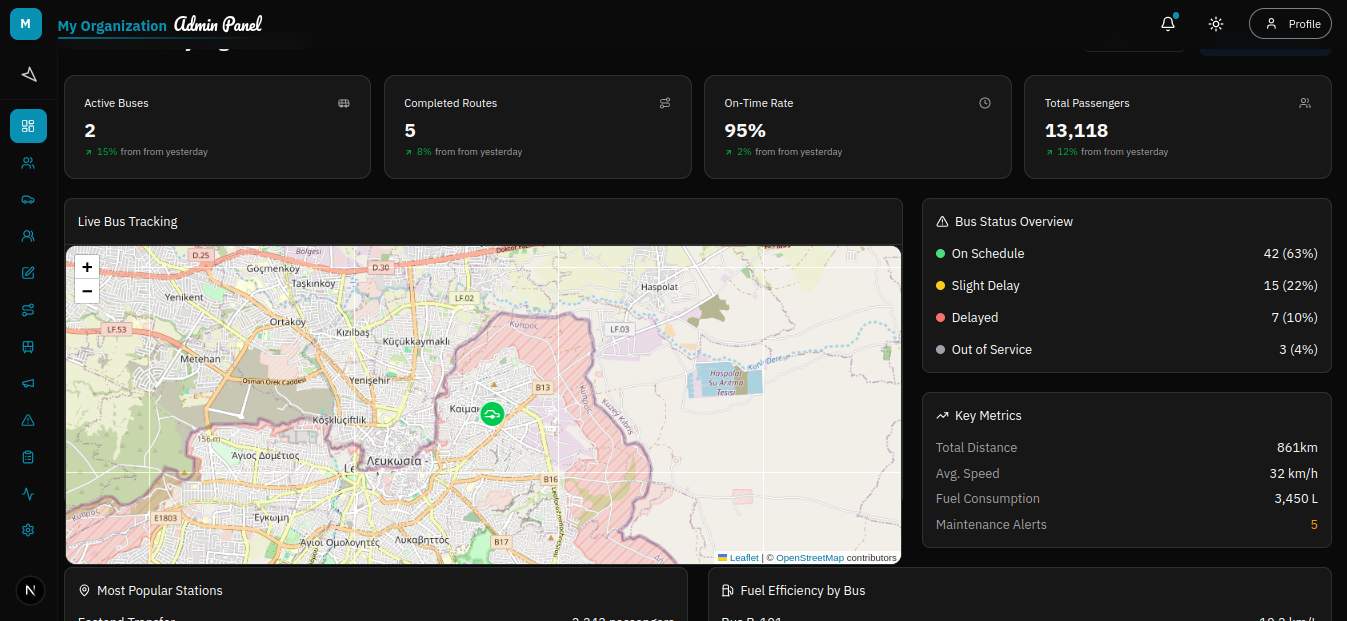 M
My Organization Admin Panel
Profile
Active Buses
2
15% from from yesterday
Completed Routes
5
8% from from yesterday
On-Time Rate
95%
2% from from yesterday
Total Passengers
13,118
12% from from yesterday
Live Bus Tracking
+
−
D.25
Göçmenköy
D.30
Taşkınköy
Yenikent
LF.02
Haspolat
Ortaköy
Κύπρος
LF.53
Kızılbaş
LF.03
Küçükkaymaklı
Metehan
Kanlı Dere
Osman Örek Caddesi
Yenişehir
Haspolat
Su Arıtma
Tesisi
B13
Κύπρος
Kuzey Kıbrıs
Köşklüçiftlik
156 m
Άγιος Δομέτιος
Λευκωσία -
B16
Κύπρος
E1803
Έγκωμη
Άγιοι Ομολογητές
Λυκαβηττός
B17
Leaflet | © OpenStreetMap contributors
Bus Status Overview
On Schedule 42 (63%)
Slight Delay 15 (22%)
Delayed 7 (10%)
Out of Service 3 (4%)
Key Metrics
Total Distance 861km
Avg. Speed 32 km/h
Fuel Consumption 3,450 L
Maintenance Alerts 5
N
Most Popular Stations
Fuel Efficiency by Bus